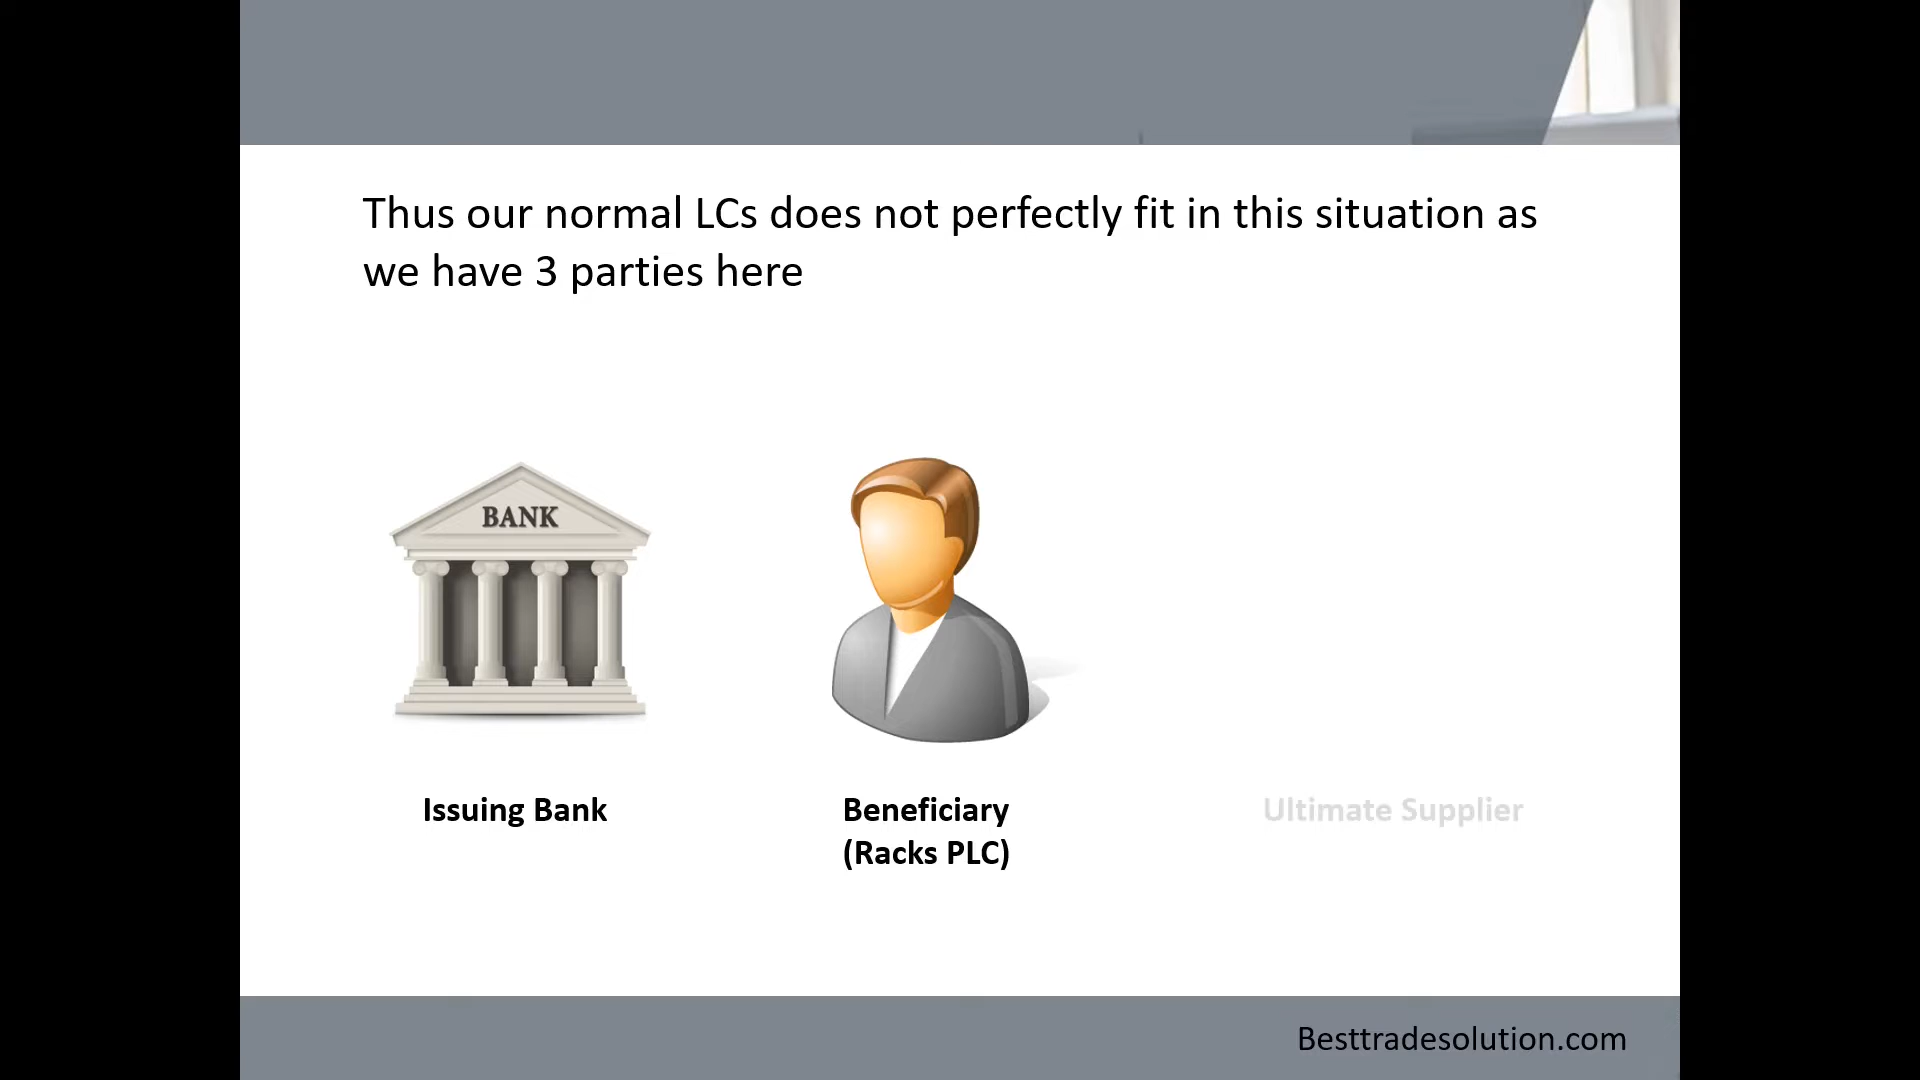 Thus our normal LCs does not perfectly fit in this situation as
we have 3 parties here
BANK
Issuing Bank
Beneficiary
(Racks PLC)
Ultimate Supplier
Besttradesolution.com